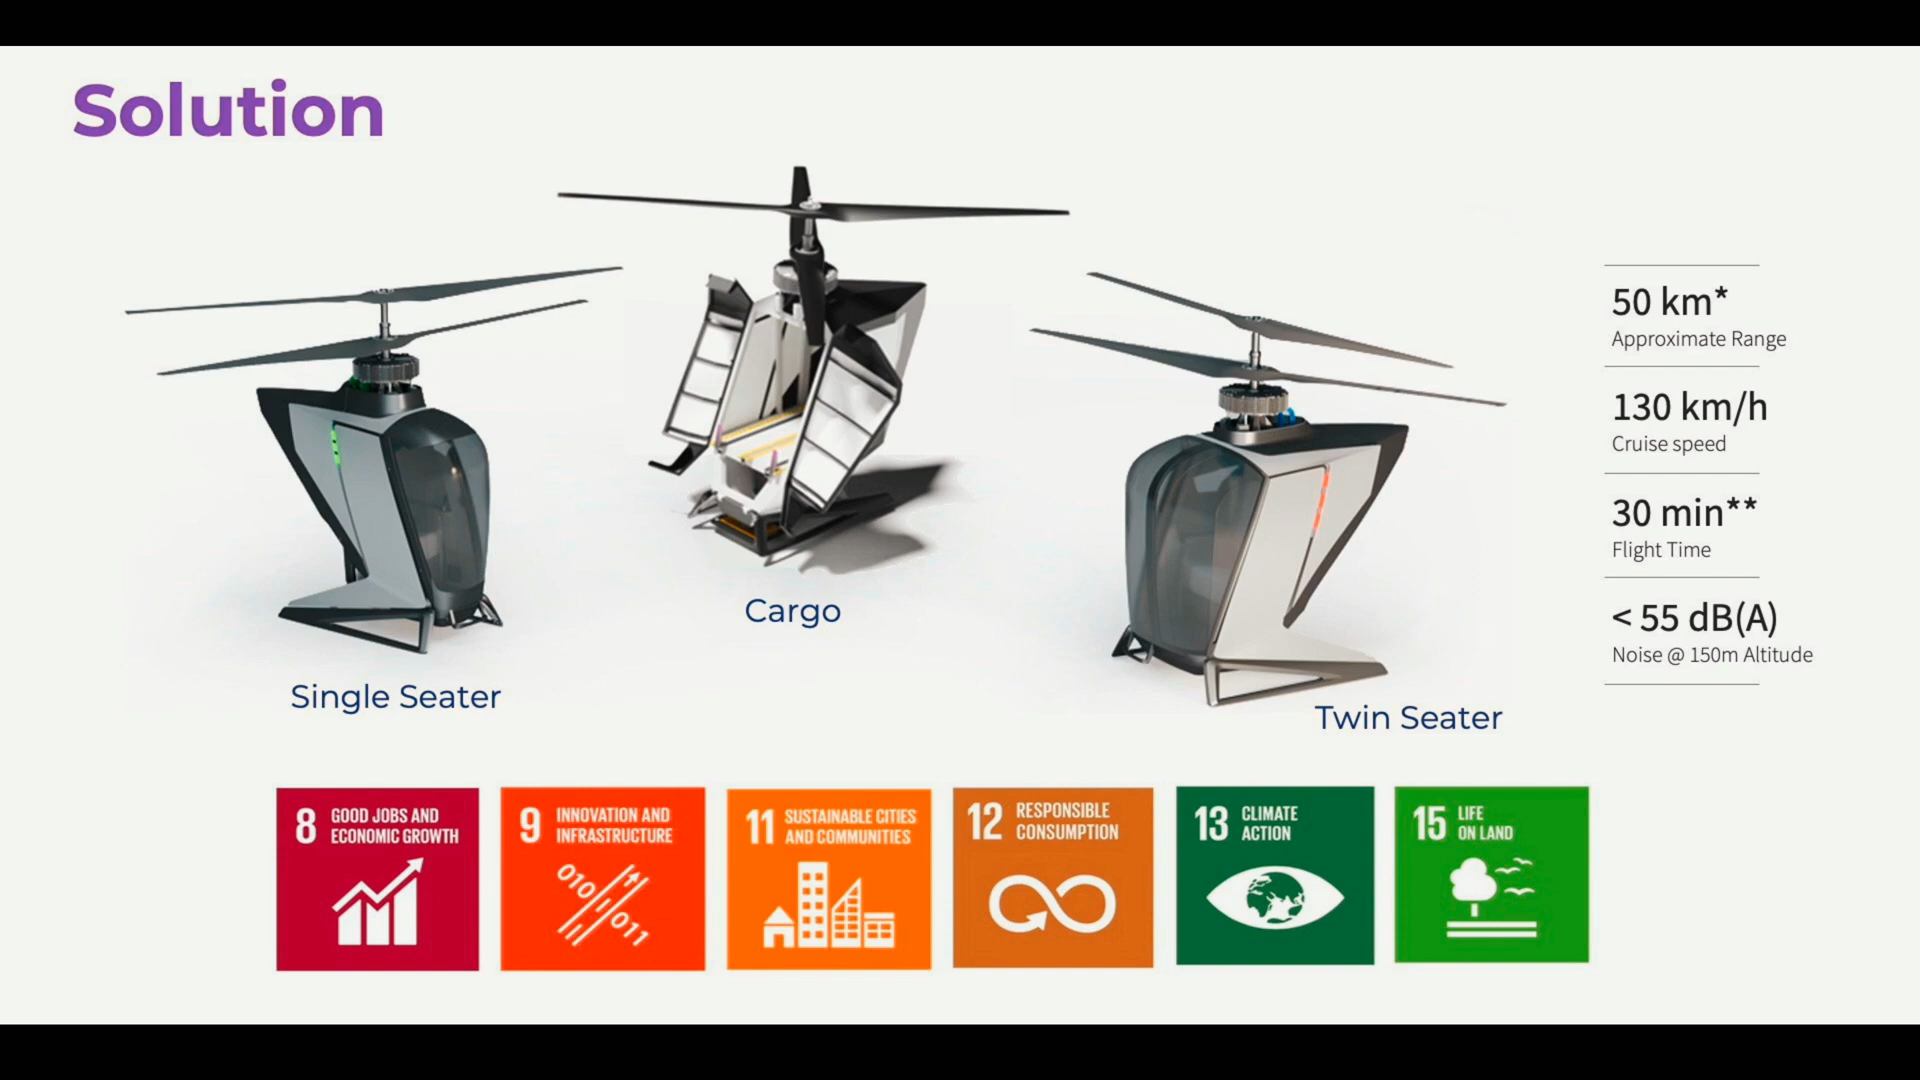 Solution
50 km*
Approximate Range
130 km/h
Cruise speed
30 min**
Flight Time
< 55 dB(A)
Noise @ 150m Altitude
Cargo
Single Seater
Twin Seater
8 GOOD JOBS AND
ECONOMIC GROWTH
9 INNOVATION AND
INFRASTRUCTURE
010
011
11 SUSTAINABLE CITIES
AND COMMUNITIES
12 RESPONSIBLE
CONSUMPTION
13 CLIMATE
ACTION
15 LIFE
ON LAND